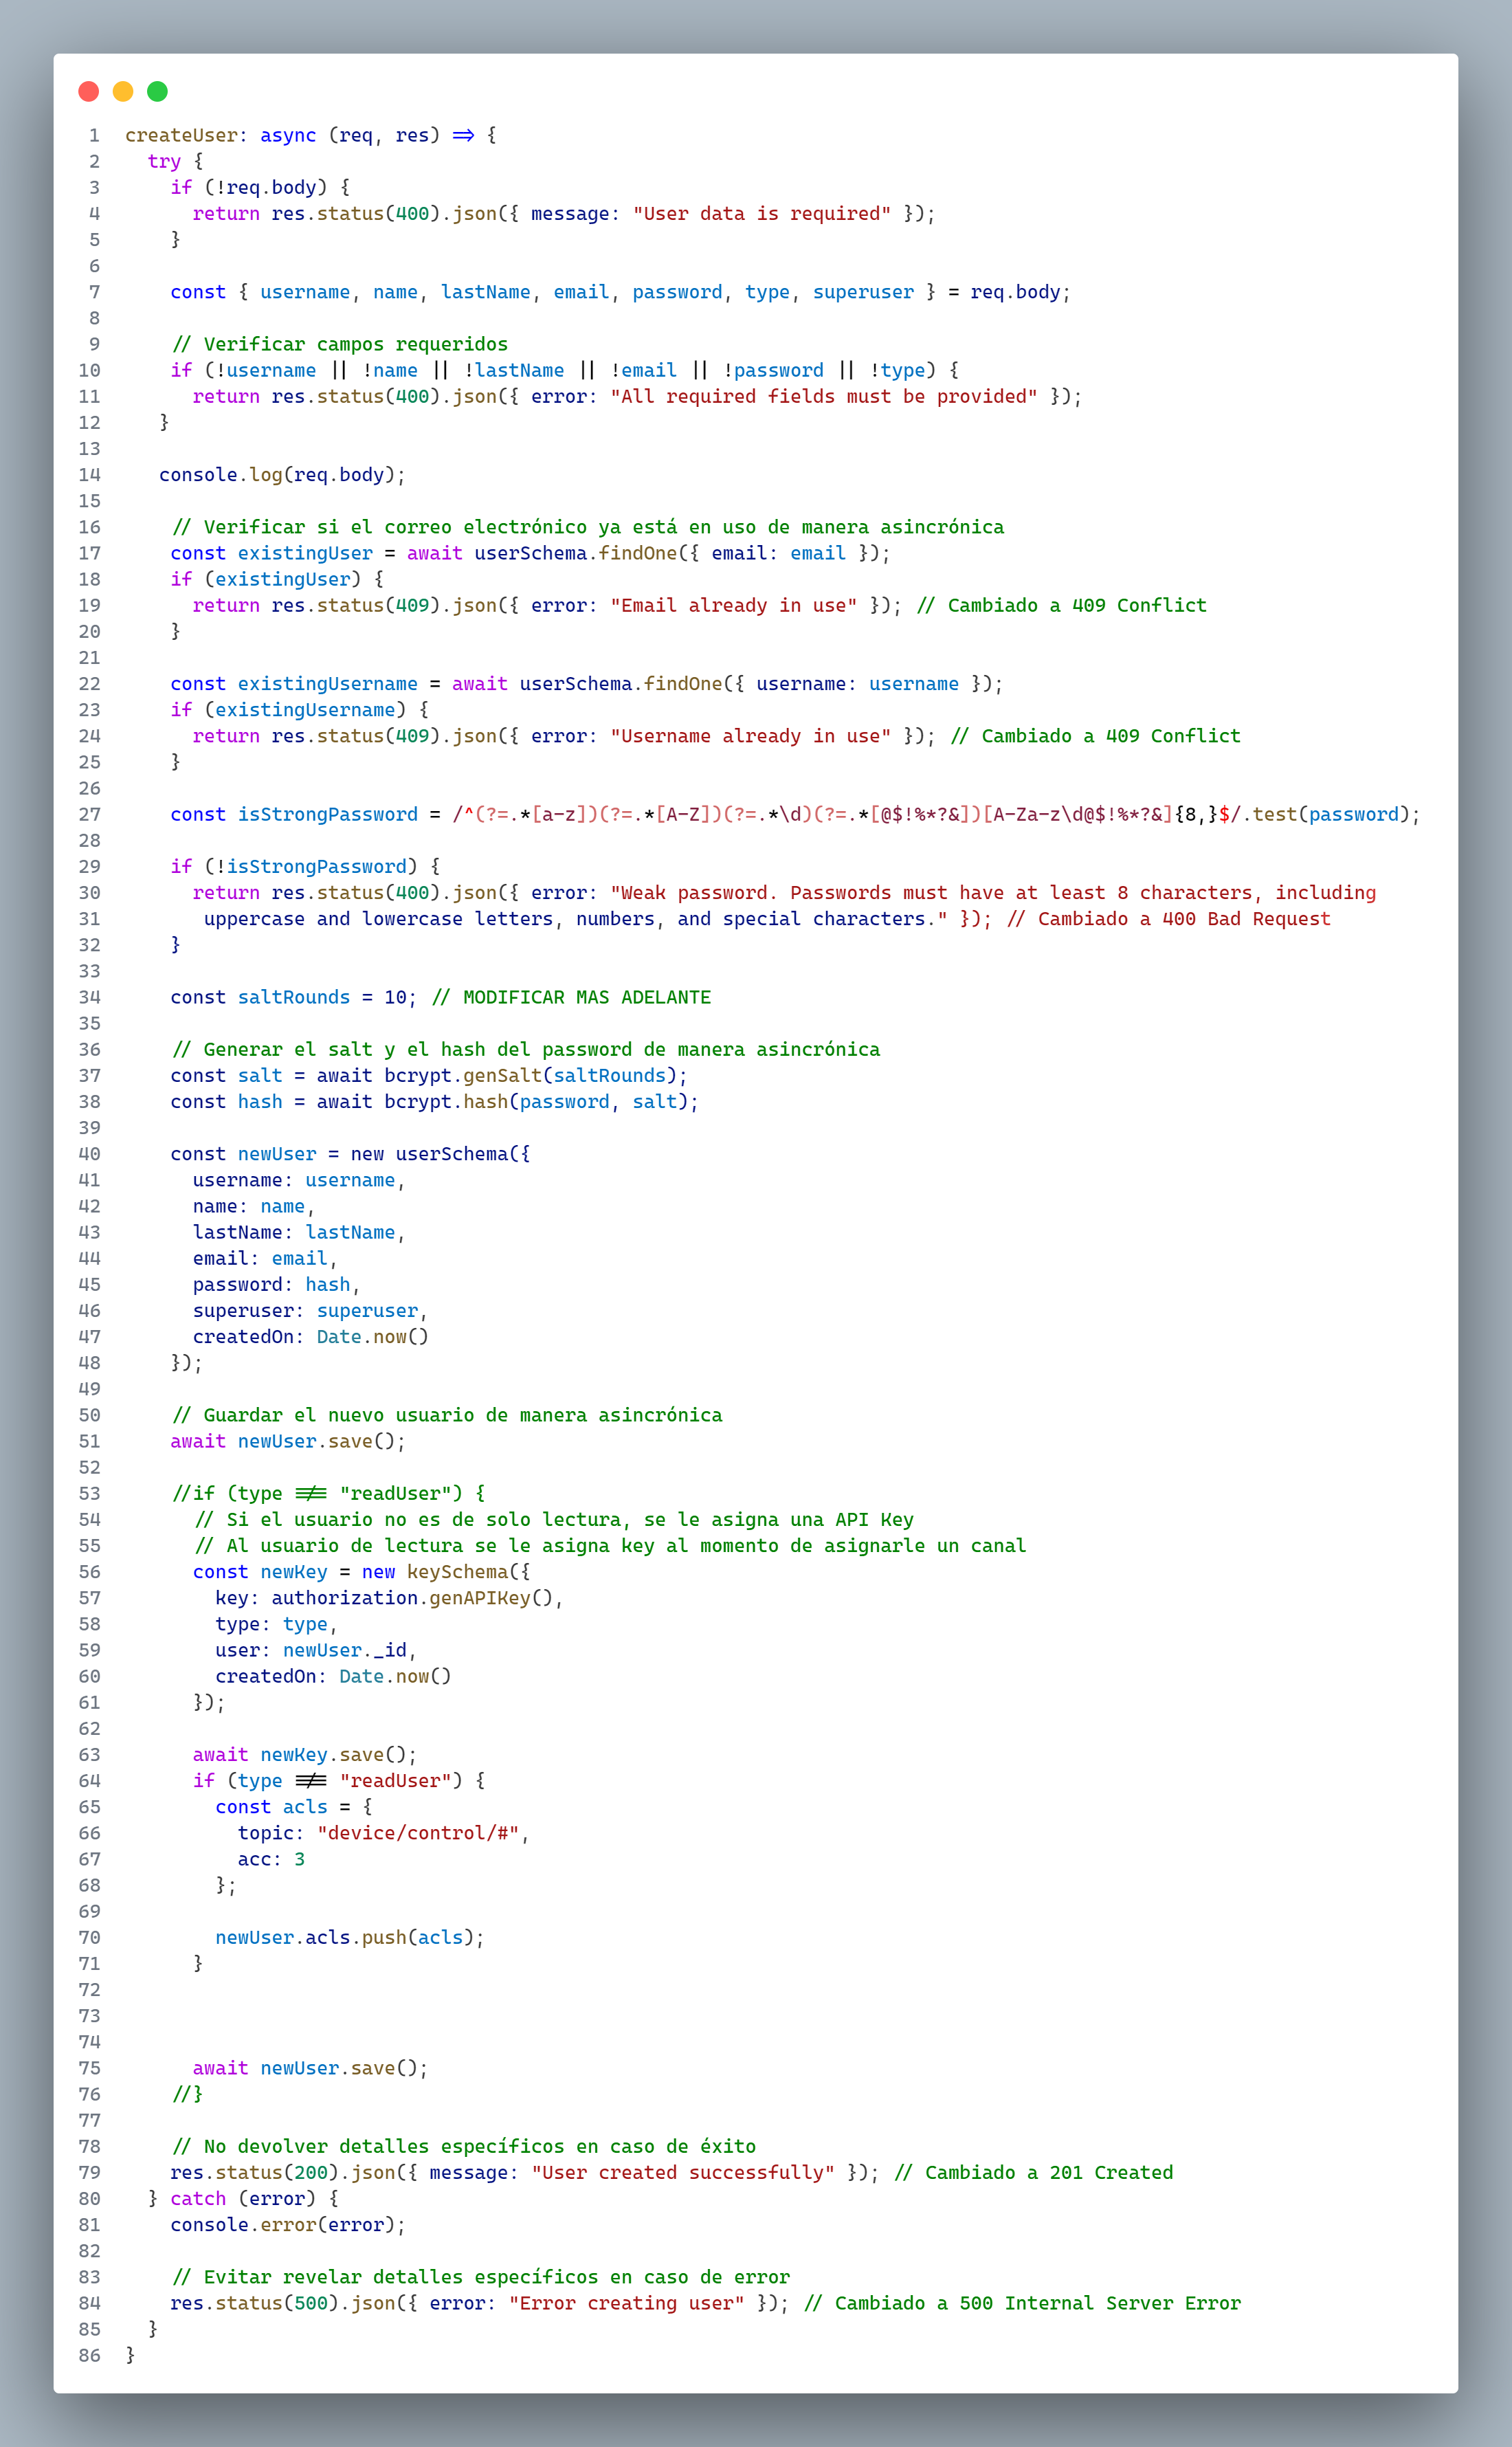 1 createUser: async (req, res) => {
2 try {
3 if (!req.body) {
4 return res.status(400).json({ message: "User data is required" });
5 }
6
7 const { username, name, lastName, email, password, type, superuser } = req.body;
8
9 // Verificar campos requeridos
10 if (!username || !name || !lastName || !email || !password || !type) {
11 return res.status(400).json({ error: "All required fields must be provided" });
12 }
13
14 console.log(req.body);
15
16 // Verificar si el correo electrónico ya está en uso de manera asincrónica
17 const existingUser = await userSchema.findOne({ email: email });
18 if (existingUser) {
19 return res.status(409).json({ error: "Email already in use" }); // Cambiado a 409 Conflict
20 }
21
22 const existingUsername = await userSchema.findOne({ username: username });
23 if (existingUsername) {
24 return res.status(409).json({ error: "Username already in use" }); // Cambiado a 409 Conflict
25 }
26
27 const isStrongPassword = /^(?=.*[a-z])(?=.*[A-Z])(?=.*\d)(?=.*[@$!%*?&])[A-Za-z\d@$!%*?&]{8,}$/.test(password);
28
29 if (!isStrongPassword) {
30 return res.status(400).json({ error: "Weak password. Passwords must have at least 8 characters, including
31 uppercase and lowercase letters, numbers, and special characters." }); // Cambiado a 400 Bad Request
32 }
33
34 const saltRounds = 10; // MODIFICAR MAS ADELANTE
35
36 // Generar el salt y el hash del password de manera asincrónica
37 const salt = await bcrypt.genSalt(saltRounds);
38 const hash = await bcrypt.hash(password, salt);
39
40 const newUser = new userSchema({
41 username: username,
42 name: name,
43 lastName: lastName,
44 email: email,
45 password: hash,
46 superuser: superuser,
47 createdOn: Date.now()
48 });
49
50 // Guardar el nuevo usuario de manera asincrónica
51 await newUser.save();
52
53 //if (type !== "readUser") {
54 // Si el usuario no es de solo lectura, se le asigna una API Key
55 // Al usuario de lectura se le asigna key al momento de asignarle un canal
56 const newKey = new keySchema({
57 key: authorization.genAPIKey(),
58 type: type,
59 user: newUser._id,
60 createdOn: Date.now()
61 });
62
63 await newKey.save();
64 if (type !== "readUser") {
65 const acls = {
66 topic: "device/control/#",
67 acc: 3
68 };
69
70 newUser.acls.push(acls);
71 }
72
73
74
75 await newUser.save();
76 //}
77
78 // No devolver detalles específicos en caso de éxito
79 res.status(200).json({ message: "User created successfully" }); // Cambiado a 201 Created
80 } catch (error) {
81 console.error(error);
82
83 // Evitar revelar detalles específicos en caso de error
84 res.status(500).json({ error: "Error creating user" }); // Cambiado a 500 Internal Server Error
85 }
86 }